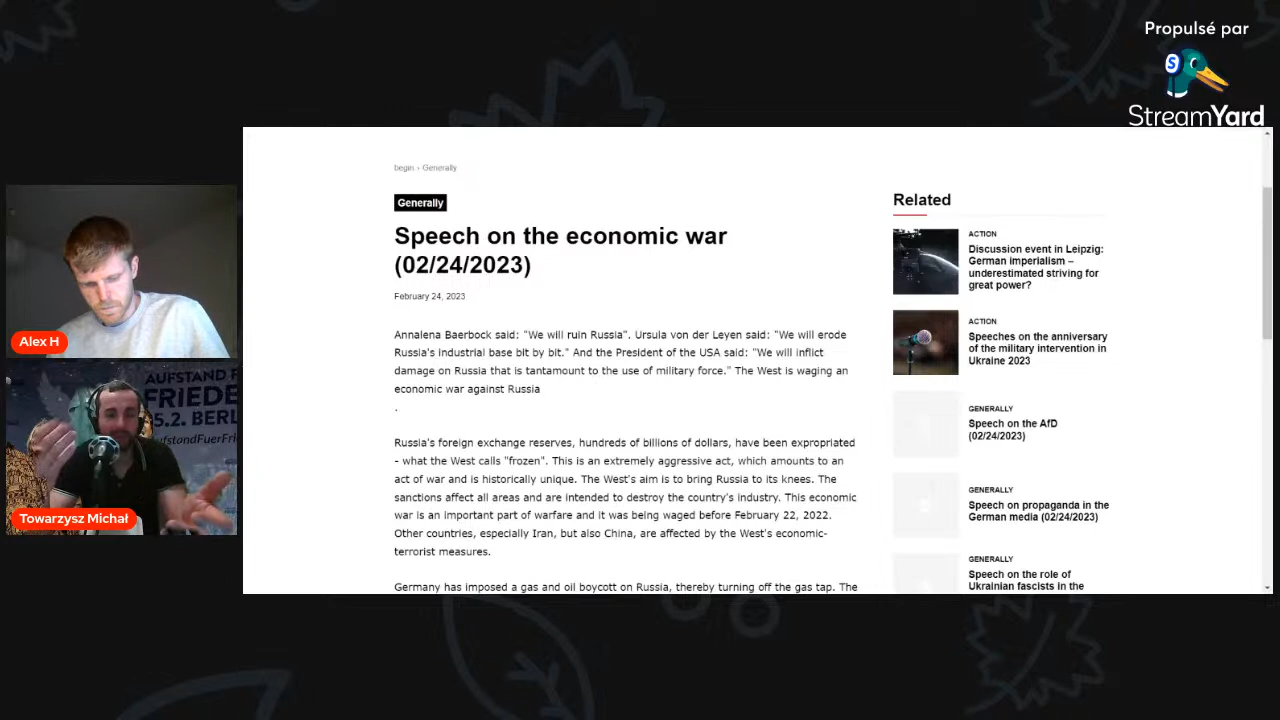 Propulsé par
StreamYard
begin › Generally
Generally
Speech on the economic war
(02/24/2023)
February 24, 2023
Annalena Baerbock said: "We will ruin Russia". Ursula von der Leyen said: "We will erode
Russia's industrial base bit by bit." And the President of the USA said: "We will inflict
damage on Russia that is tantamount to the use of military force." The West is waging an
economic war against Russia
.
Russia's foreign exchange reserves, hundreds of billions of dollars, have been expropriated
- what the West calls "frozen". This is an extremely aggressive act, which amounts to an
act of war and is historically unique. The West's aim is to bring Russia to its knees. The
sanctions affect all areas and are intended to destroy the country's industry. This economic
war is an important part of warfare and it was being waged before February 22, 2022.
Other countries, especially Iran, but also China, are affected by the West's economic-
terrorist measures.
Germany has imposed a gas and oil boycott on Russia, thereby turning off the gas tap. The
Related
ACTION
Discussion event in Leipzig:
German imperialism –
underestimated striving for
great power?
ACTION
Speeches on the anniversary
of the military intervention in
Ukraine 2023
GENERALLY
Speech on the AfD
(02/24/2023)
GENERALLY
Speech on propaganda in the
German media (02/24/2023)
GENERALLY
Speech on the role of
Ukrainian fascists in the
Alex H
AUFSTAND F
FRIEDE
5.2. BERL
ufstandFuerFri
Towarzysz Michał